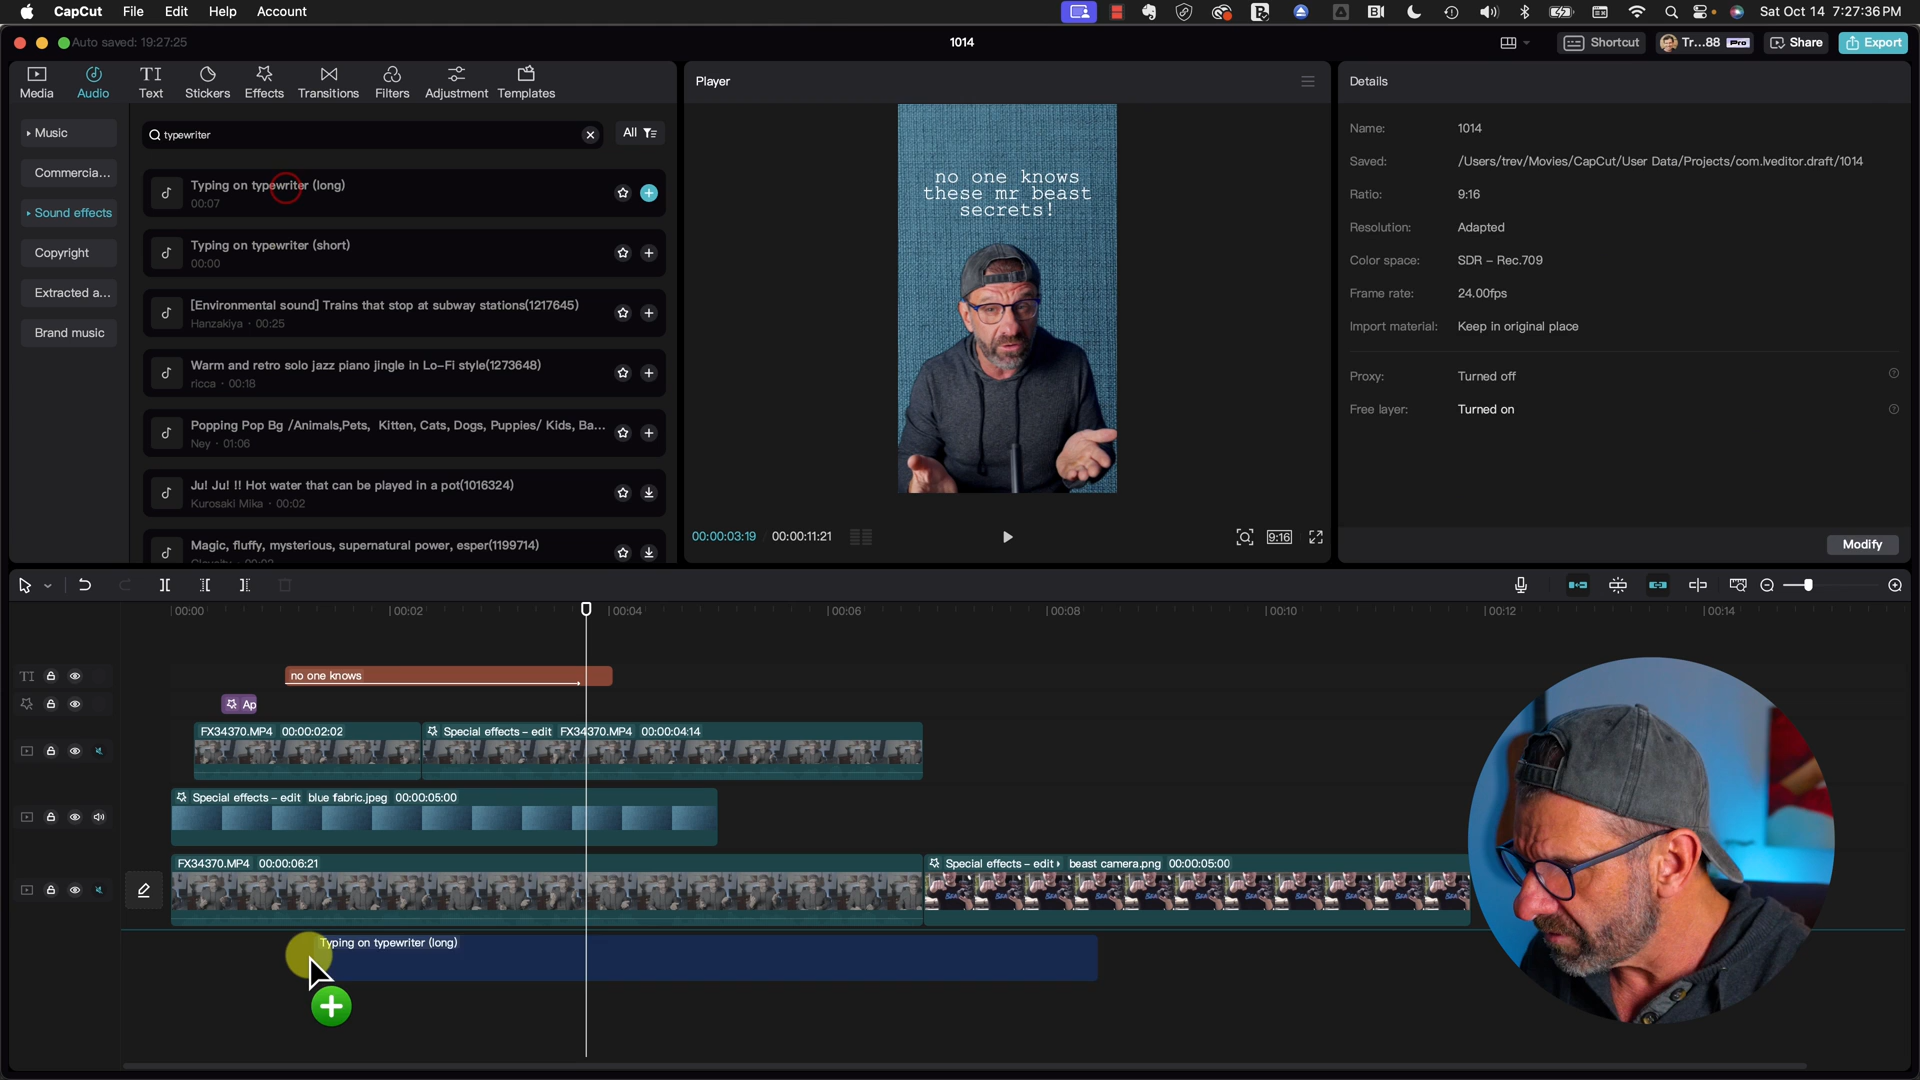 CapCut File Edit Help Account
Sat Oct 14 7:27:36 PM
Auto saved: 19:27:25
1014
Shortcut
Tr...88 Pro
Share
Export
Media Audio Text Stickers Effects Transitions Filters Adjustment Templates
Music
Commercia...
Sound effects
Copyright
Extracted a...
Brand music
typewriter
All
Typing on typewriter (long)
00:07
Typing on typewriter (short)
00:00
[Environmental sound] Trains that stop at subway stations(1217645)
Hanzakiya · 00:25
Warm and retro solo jazz piano jingle in Lo-Fi style(1273648)
ricca · 00:18
Popping Pop Bg /Animals,Pets, Kitten, Cats, Dogs, Puppies/ Kids, Ba...
Ney · 01:06
Ju! Ju! !! Hot water that can be played in a pot(1016324)
Kurosaki Mika · 00:02
Magic, fluffy, mysterious, supernatural power, esper(1199714)
Player
no one knows
these mr beast
secrets!
00:00:03:19 00:00:11:21
9:16
Details
Name: 1014
Saved: /Users/trev/Movies/CapCut/User Data/Projects/com.lveditor.draft/1014
Ratio: 9:16
Resolution: Adapted
Color space: SDR – Rec.709
Frame rate: 24.00fps
Import material: Keep in original place
Proxy: Turned off
Free layer: Turned on
Modify
00:00 00:02 00:04 00:06 00:08 00:10 00:12 00:14
TI no one knows
Ap
FX34370.MP4 00:00:02:02 Special effects – edit FX34370.MP4 00:00:04:14
Special effects – edit blue fabric.jpeg 00:00:05:00
FX34370.MP4 00:00:06:21 Special effects – edit beast camera.png 00:00:05:00
Typing on typewriter (long)